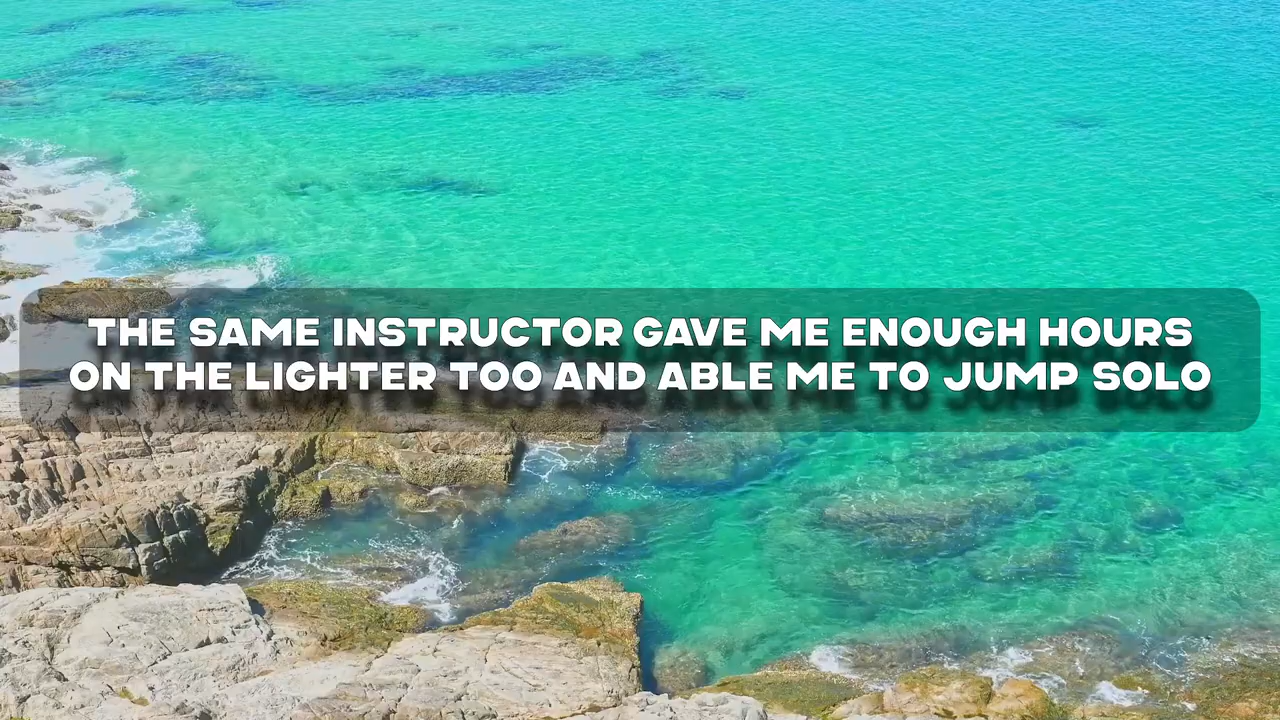 THE SAME INSTRUCTOR GAVE ME ENOUGH HOURS
ON THE LIGHTER TOO AND ABLE ME TO JUMP SOLO